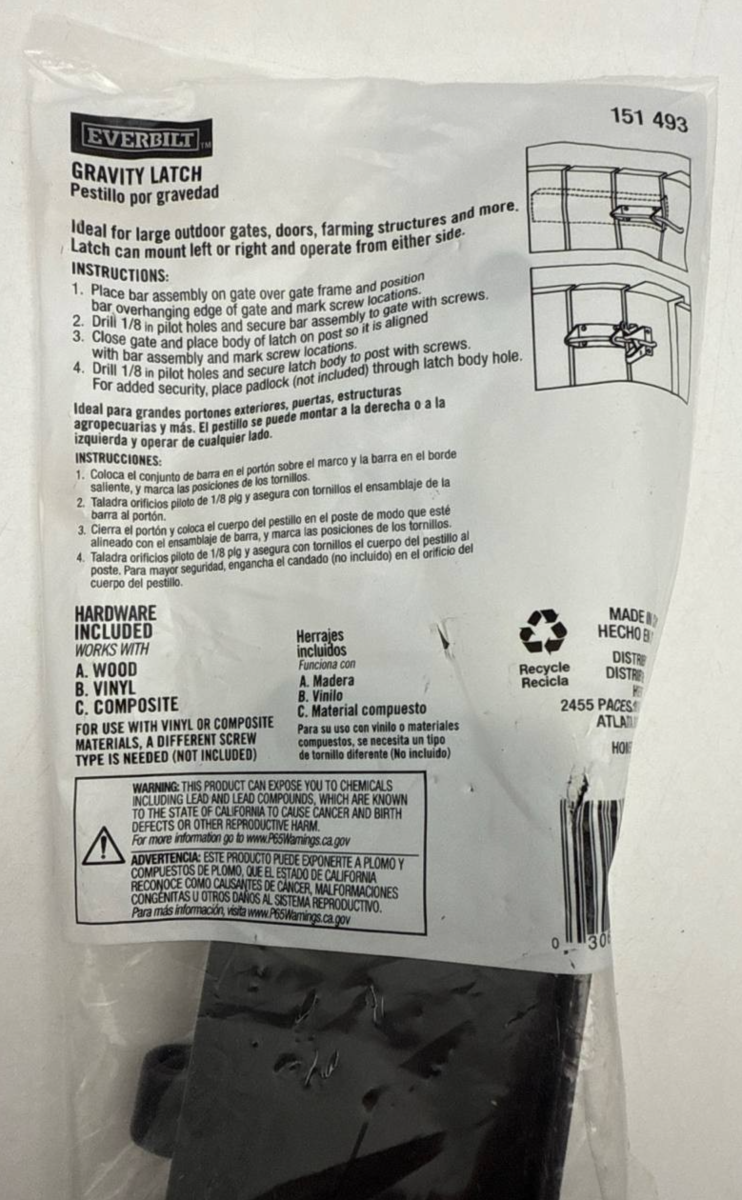 EVERBILT™
151 493
GRAVITY LATCH
Pestillo por gravedad
Ideal for large outdoor gates, doors, farming structures and more.
Latch can mount left or right and operate from either side.
INSTRUCTIONS:
1. Place bar assembly on gate over gate frame and position
bar overhanging edge of gate and mark screw locations.
2. Drill 1/8 in pilot holes and secure bar assembly to gate with screws.
3. Close gate and place body of latch on post so it is aligned
with bar assembly and mark screw locations.
4. Drill 1/8 in pilot holes and secure latch body to post with screws.
For added security, place padlock (not included) through latch body hole.
Ideal para grandes portones exteriores, puertas, estructuras
agropecuarias y más. El pestillo se puede montar a la derecha o a la
izquierda y operar de cualquier lado.
INSTRUCCIONES:
1. Coloca el conjunto de barra en el portón sobre el marco y la barra en el borde
saliente, y marca las posiciones de los tornillos.
2. Taladra orificios piloto de 1/8 plg y asegura con tornillos el ensamblaje de la
barra al portón.
3. Cierra el portón y coloca el cuerpo del pestillo en el poste de modo que esté
alineado con el ensamblaje de barra, y marca las posiciones de los tornillos.
4. Taladra orificios piloto de 1/8 plg y asegura con tornillos el cuerpo del pestillo al
poste. Para mayor seguridad, engancha el candado (no incluido) en el orificio del
cuerpo del pestillo.
HARDWARE
INCLUDED
WORKS WITH
A. WOOD
B. VINYL
C. COMPOSITE
FOR USE WITH VINYL OR COMPOSITE
MATERIALS, A DIFFERENT SCREW
TYPE IS NEEDED (NOT INCLUDED)
Herrajes
incluidos
Funciona con
A. Madera
B. Vinilo
C. Material compuesto
Para su uso con vinilo o materiales
compuestos, se necesita un tipo
de tornillo diferente (No incluido)
Recycle
Recicla
MADE
HECHO
2455 PACES
WARNING: THIS PRODUCT CAN EXPOSE YOU TO CHEMICALS
INCLUDING LEAD AND LEAD COMPOUNDS, WHICH ARE KNOWN
TO THE STATE OF CALIFORNIA TO CAUSE CANCER AND BIRTH
DEFECTS OR OTHER REPRODUCTIVE HARM.
For more information go to www.P65Warnings.ca.gov
ADVERTENCIA: ESTE PRODUCTO PUEDE EXPONERTE A PLOMO Y
COMPUESTOS DE PLOMO, QUE EL ESTADO DE CALIFORNIA
RECONOCE COMO CAUSANTES DE CÁNCER, MALFORMACIONES
CONGÉNITAS U OTROS DAÑOS AL SISTEMA REPRODUCTIVO.
Para más información, visita www.P65Warnings.ca.gov
0 30